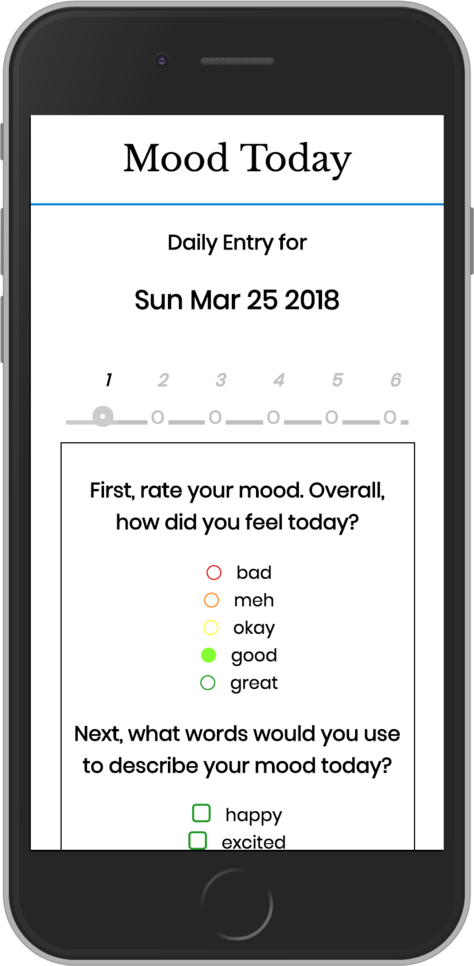 Mood Today
Daily Entry for
Sun Mar 25 2018
1 2 3 4 5 6
First, rate your mood. Overall,
how did you feel today?
bad
meh
okay
good
great
Next, what words would you use
to describe your mood today?
happy
excited